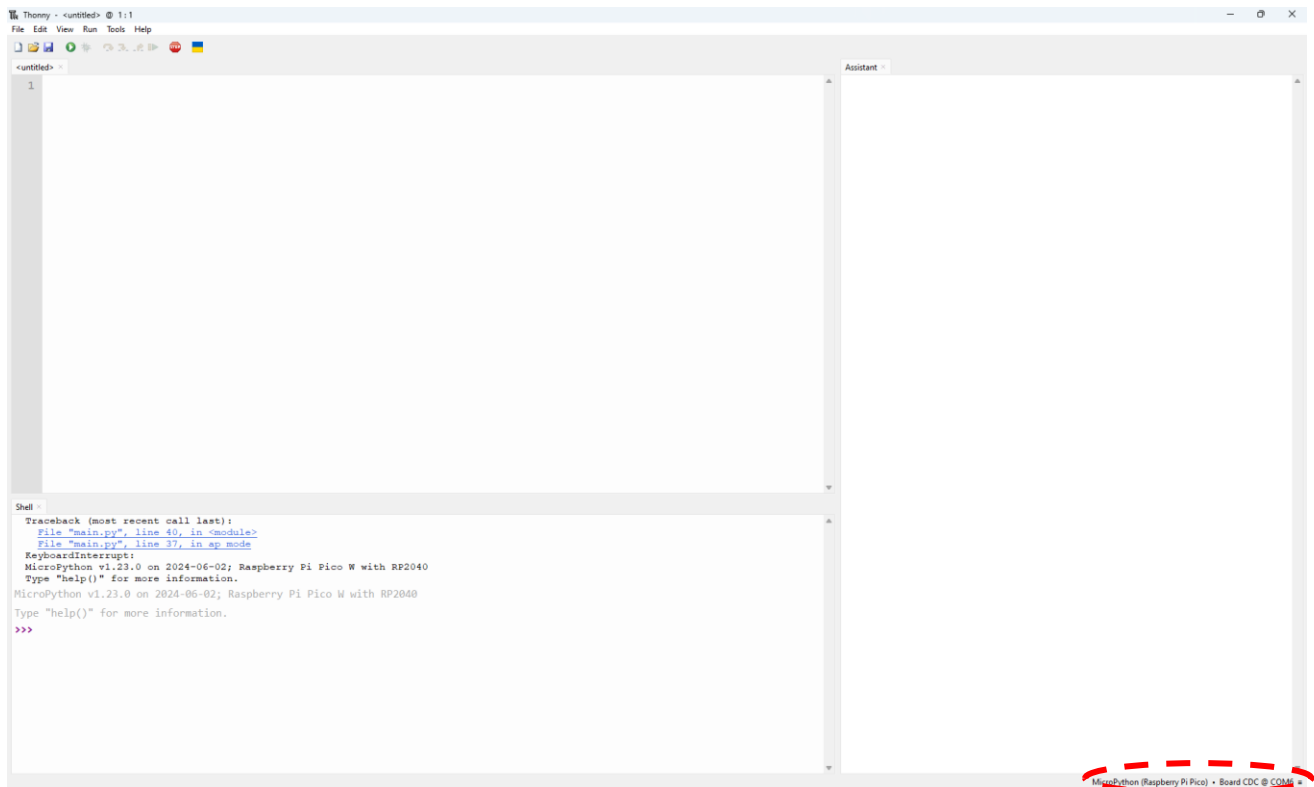 Thonny - <untitled> @ 1:1
File Edit View Run Tools Help
STOP
<untitled> ×
1
Assistant ×
Shell ×
Traceback (most recent call last):
File "main.py", line 40, in <module>
File "main.py", line 37, in ap_mode
KeyboardInterrupt:
MicroPython v1.23.0 on 2024-06-02; Raspberry Pi Pico W with RP2040
Type "help()" for more information.
MicroPython v1.23.0 on 2024-06-02; Raspberry Pi Pico W with RP2040
Type "help()" for more information.
>>>
MicroPython (Raspberry Pi Pico) • Board CDC @ COM6 ≡